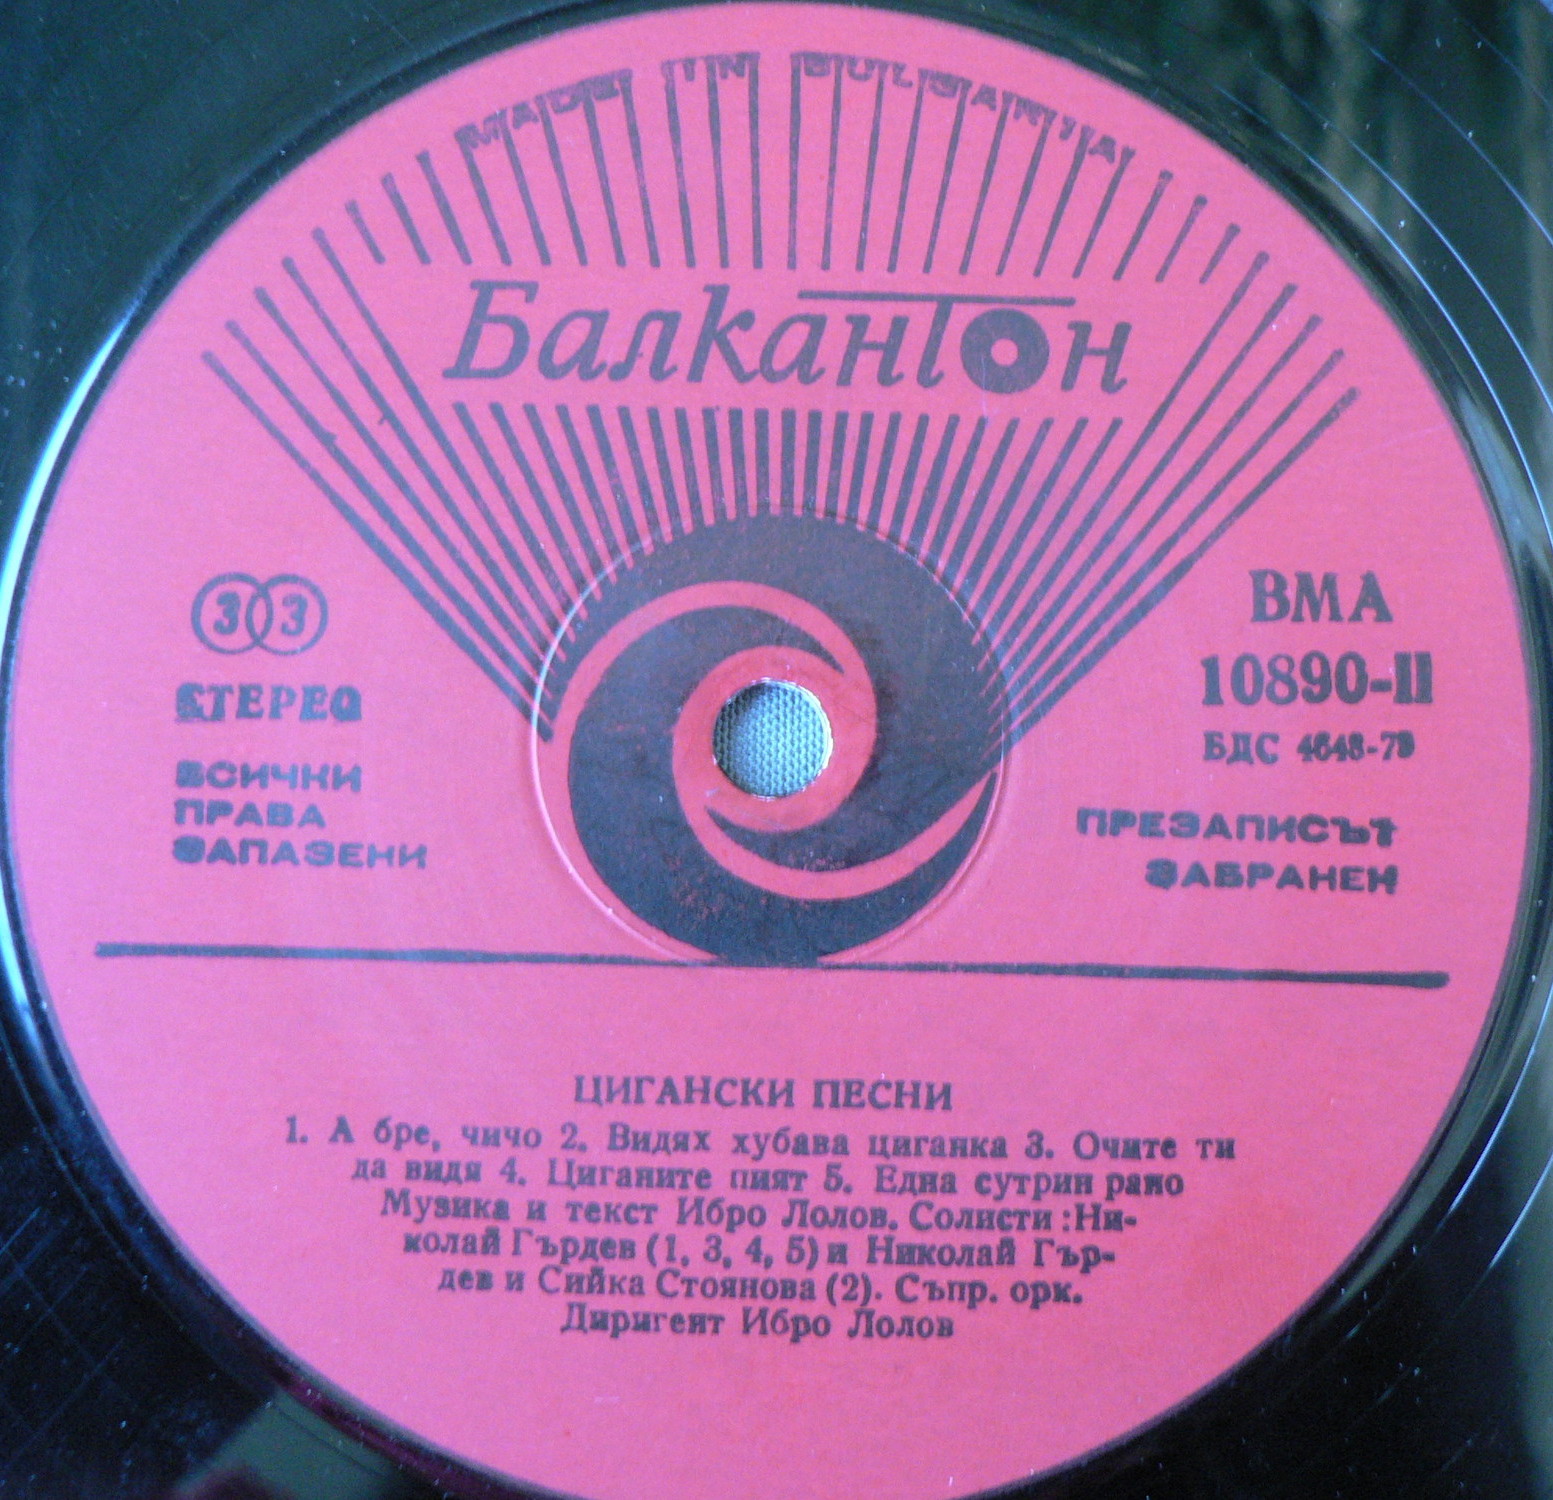 MADE IN BULGARIA
Балкантон
33
СТЕРЕО
ВСИЧКИ
ПРАВА
ЗАПАЗЕНИ
ВМА
10890-II
БДС
ПРЕЗАПИСЪТ
ЗАБРАНЕН
ЦИГАНСКИ ПЕСНИ
1. А бре, чичо 2. Видях хубава циганка 3. Очите ти
да видя 4. Циганите пият 5. Една сутрин рано
Музика и текст Ибро Лолов. Солисти :Ни-
колай Гърдев (1, 3, 4, 5) и Николай Гър-
дев и Сийка Стоянова (2). Съпр. орк.
Диригент Ибро Лолов